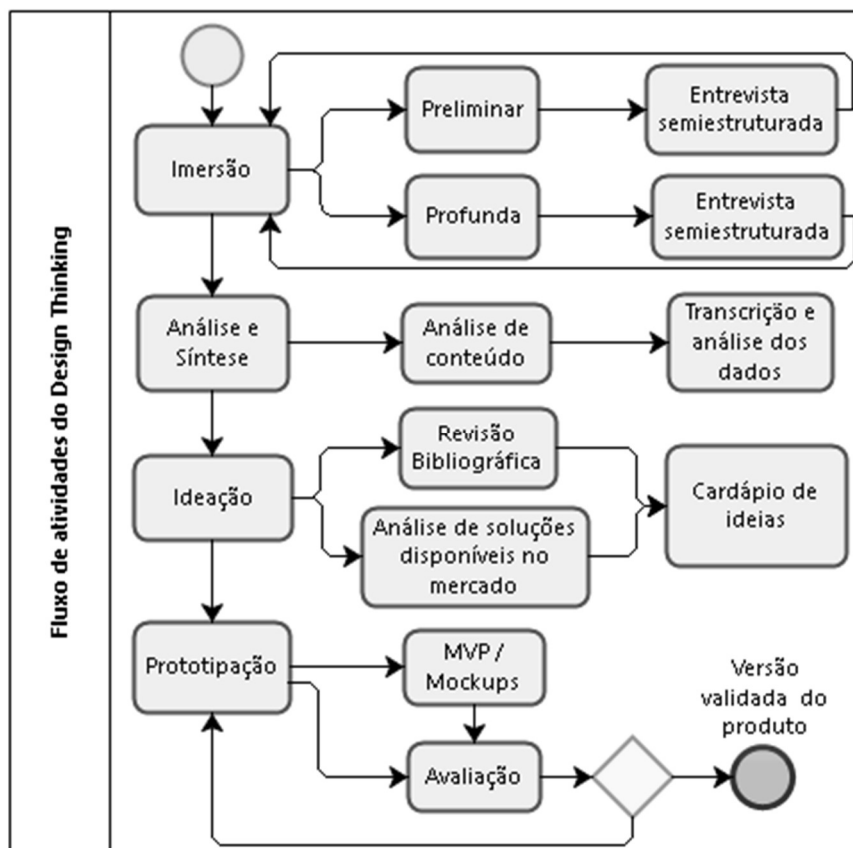 Fluxo de atividades do Design Thinking
Imersão
Preliminar
Entrevista
semiestruturada
Profunda
Entrevista
semiestruturada
Análise e
Síntese
Análise de
conteúdo
Transcrição e
análise dos
dados
Ideação
Revisão
Bibliográfica
Análise de soluções
disponíveis no
mercado
Cardápio de
ideias
Prototipação
MVP /
Mockups
Avaliação
Versão
validada do
produto